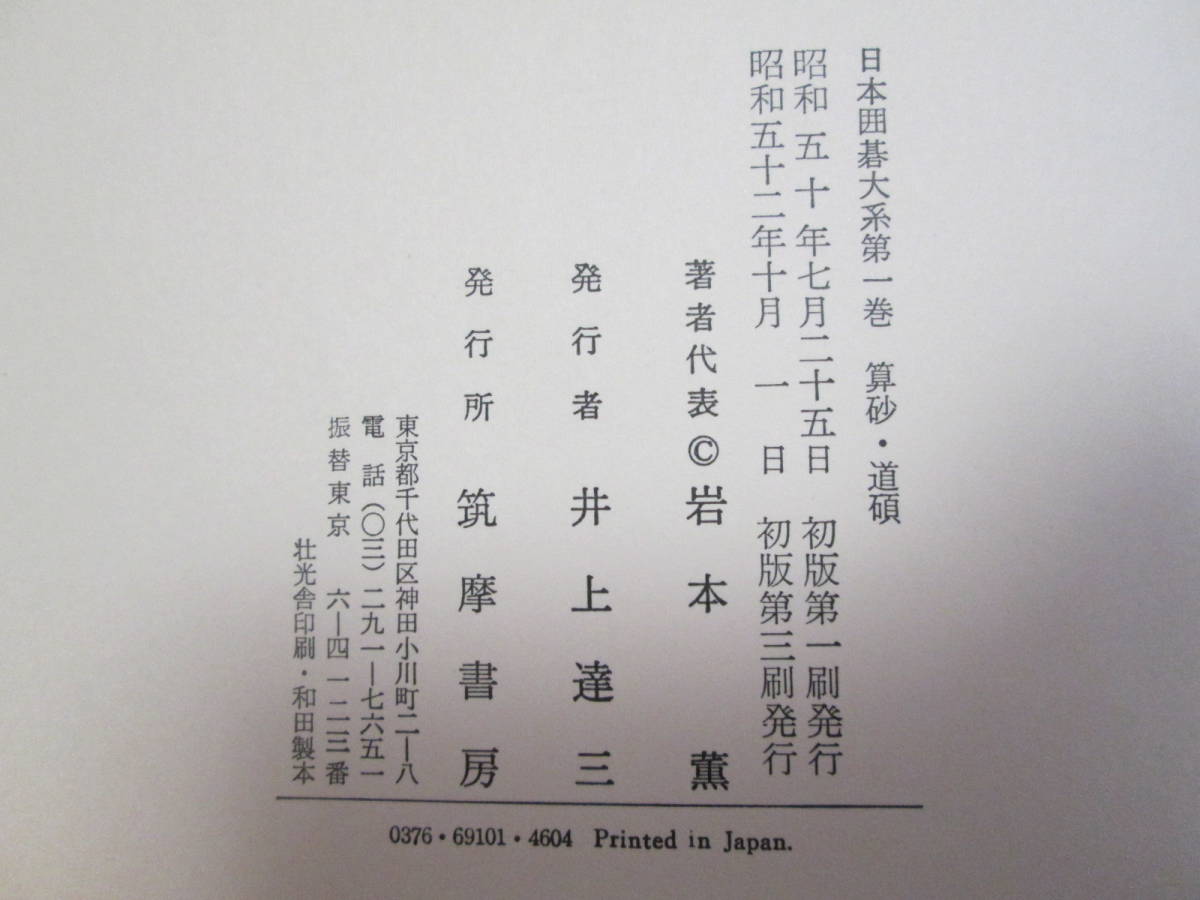 日本囲碁大系第一巻　算砂・道碩
昭和五十年七月二十五日　初版第一刷発行
昭和五十二年十月一日　初版第三刷発行
著者代表©岩本薫
発行者　井上達三
発行所　筑摩書房
東京都千代田区神田小川町二―八
電話(〇三)二九一―七六五一
振替東京　六―四一二三番
壮光舎印刷・和田製本
0376・69101・4604 Printed in Japan.